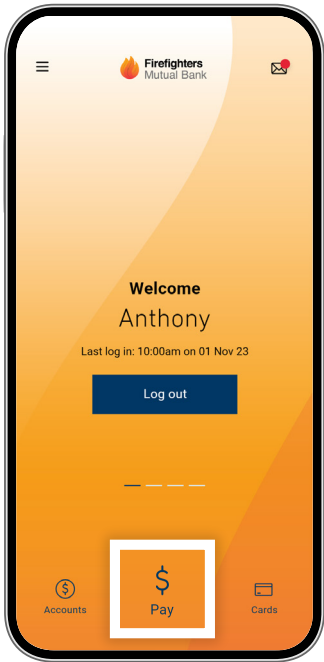 Firefighters
Mutual Bank
Welcome
Anthony
Last log in: 10:00am on 01 Nov 23
Log out
$
$
Accounts
Pay
Cards